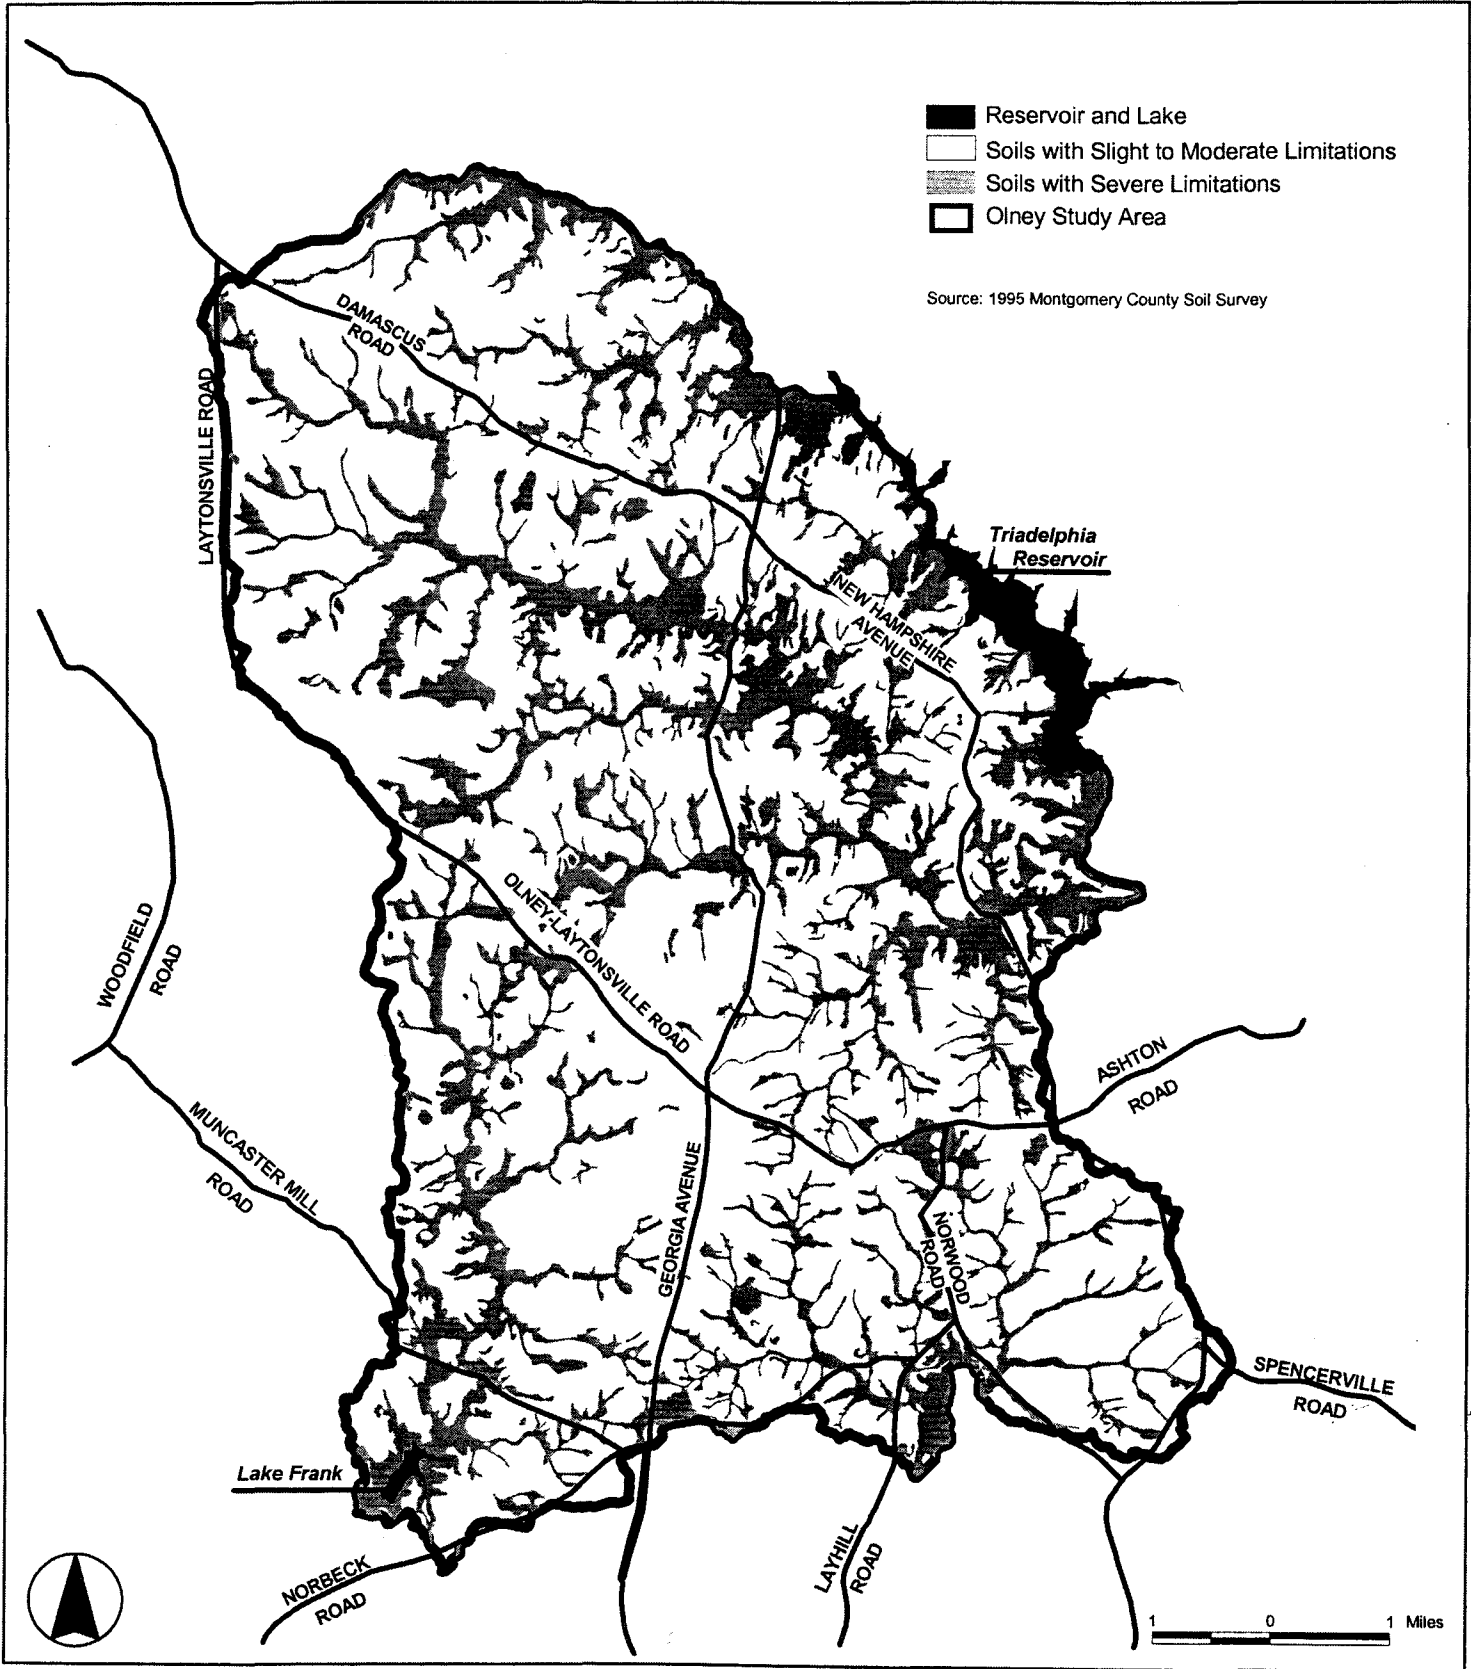 Reservoir and Lake
Soils with Slight to Moderate Limitations
Soils with Severe Limitations
Olney Study Area
Source: 1995 Montgomery County Soil Survey
DAMASCUS
ROAD
LAYTONSVILLE ROAD
Triadelphia
Reservoir
NEW HAMPSHIRE
AVENUE
WOODFIELD
ROAD
OLNEY-LAYTONSVILLE ROAD
ASHTON
ROAD
MUNCASTER MILL
ROAD
GEORGIA AVENUE
NORWOOD
ROAD
SPENCERVILLE
ROAD
Lake Frank
LAYHILL
ROAD
NORBECK
ROAD
1 0 1 Miles